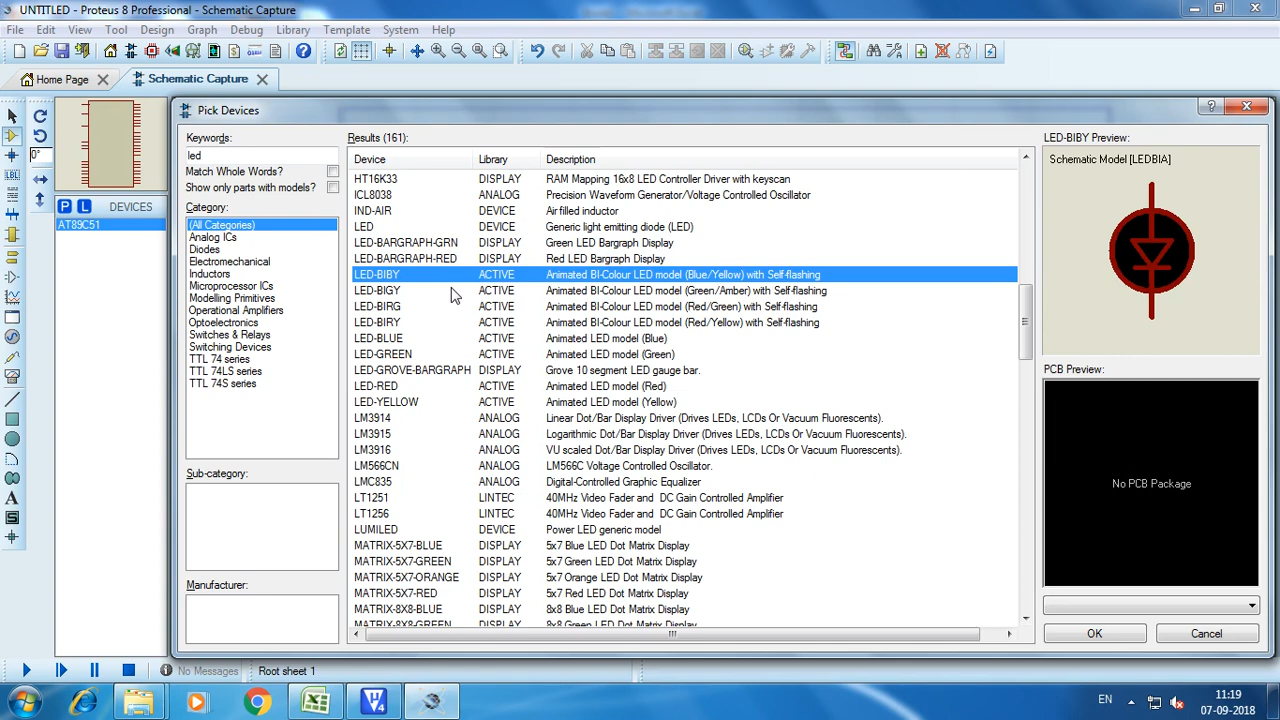 UNTITLED - Proteus 8 Professional - Schematic Capture
File Edit View Tool Design Graph Debug Library Template System Help
Home Page Schematic Capture
Pick Devices
Keywords: Results (161): LED-BIBY Preview:
led
Match Whole Words?
Show only parts with models?
Category:
(All Categories)
Analog ICs
Diodes
Electromechanical
Inductors
Microprocessor ICs
Modelling Primitives
Operational Amplifiers
Optoelectronics
Switches & Relays
Switching Devices
TTL 74 series
TTL 74LS series
TTL 74S series
Sub-category:
Manufacturer:
0°
P L DEVICES
AT89C51
Device Library Description
HT16K33 DISPLAY RAM Mapping 16x8 LED Controller Driver with keyscan
ICL8038 ANALOG Precision Waveform Generator/Voltage Controlled Oscillator
IND-AIR DEVICE Air filled inductor
LED DEVICE Generic light emitting diode (LED)
LED-BARGRAPH-GRN DISPLAY Green LED Bargraph Display
LED-BARGRAPH-RED DISPLAY Red LED Bargraph Display
LED-BIBY ACTIVE Animated BI-Colour LED model (Blue/Yellow) with Self-flashing
LED-BIGY ACTIVE Animated BI-Colour LED model (Green/Amber) with Self-flashing
LED-BIRG ACTIVE Animated BI-Colour LED model (Red/Green) with Self-flashing
LED-BIRY ACTIVE Animated BI-Colour LED model (Red/Yellow) with Self-flashing
LED-BLUE ACTIVE Animated LED model (Blue)
LED-GREEN ACTIVE Animated LED model (Green)
LED-GROVE-BARGRAPH DISPLAY Grove 10 segment LED gauge bar.
LED-RED ACTIVE Animated LED model (Red)
LED-YELLOW ACTIVE Animated LED model (Yellow)
LM3914 ANALOG Linear Dot/Bar Display Driver (Drives LEDs, LCDs Or Vacuum Fluorescents).
LM3915 ANALOG Logarithmic Dot/Bar Display Driver (Drives LEDs, LCDs Or Vacuum Fluorescents).
LM3916 ANALOG VU scaled Dot/Bar Display Driver (Drives LEDs, LCDs Or Vacuum Fluorescents).
LM566CN ANALOG LM566C Voltage Controlled Oscillator.
LMC835 ANALOG Digital-Controlled Graphic Equalizer
LT1251 LINTEC 40MHz Video Fader and DC Gain Controlled Amplifier
LT1256 LINTEC 40MHz Video Fader and DC Gain Controlled Amplifier
LUMILED DEVICE Power LED generic model
MATRIX-5X7-BLUE DISPLAY 5x7 Blue LED Dot Matrix Display
MATRIX-5X7-GREEN DISPLAY 5x7 Green LED Dot Matrix Display
MATRIX-5X7-ORANGE DISPLAY 5x7 Orange LED Dot Matrix Display
MATRIX-5X7-RED DISPLAY 5x7 Red LED Dot Matrix Display
MATRIX-8X8-BLUE DISPLAY 8x8 Blue LED Dot Matrix Display
MATRIX-8X8-GREEN DISPLAY 8x8 Green LED Dot Matrix Display
Schematic Model [LEDBIA]
PCB Preview:
No PCB Package
OK Cancel
No Messages Root sheet 1
EN 11:19
07-09-2018